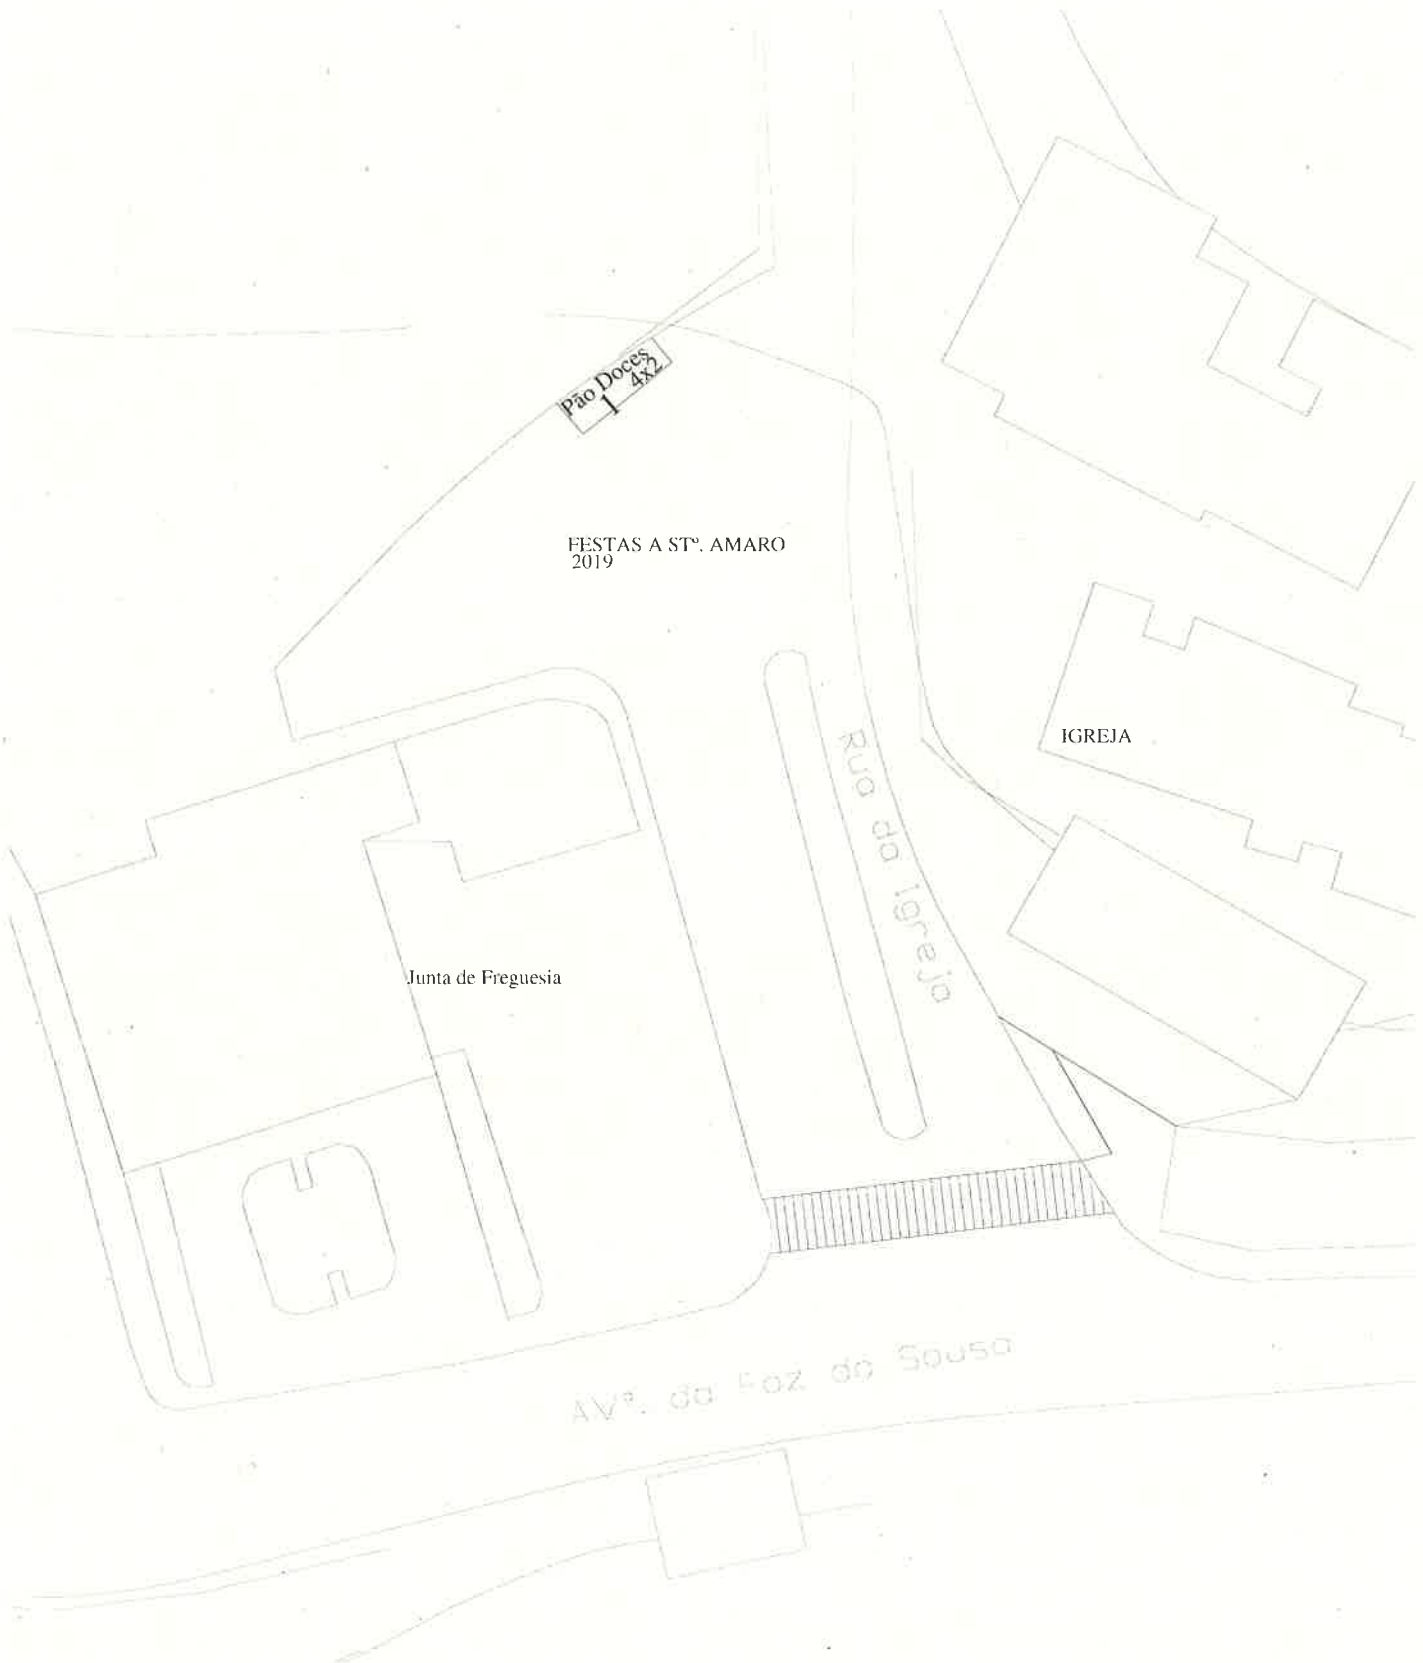 Pão Doces
1 4x2
FESTAS A STº. AMARO
2019
IGREJA
Rua da Igreja
Junta de Freguesia
AVª. da Foz do Sousa